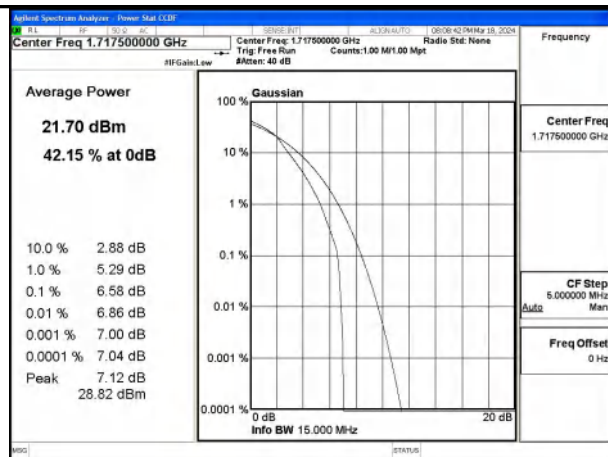 Agilent Spectrum Analyzer - Power Stat CCDF
RL RF 50 Ω AC SENSE:INT ALIGN AUTO 08:08:42 PM Mar 18, 2024
Center Freq 1.717500000 GHz
Center Freq: 1.717500000 GHz Radio Std: None
Trig: Free Run Counts:1.00 M/1.00 Mpt
#IFGain:Low #Atten: 40 dB
Frequency
Average Power
21.70 dBm
42.15 % at 0dB
10.0 % 2.88 dB
1.0 % 5.29 dB
0.1 % 6.58 dB
0.01 % 6.86 dB
0.001 % 7.00 dB
0.0001 % 7.04 dB
Peak 7.12 dB
28.82 dBm
Gaussian
100 %
10 %
1 %
0.1 %
0.01 %
0.001 %
0.0001 %
0 dB 20 dB
Info BW 15.000 MHz
Center Freq
1.717500000 GHz
CF Step
5.000000 MHz
Auto Man
Freq Offset
0 Hz
MSG STATUS